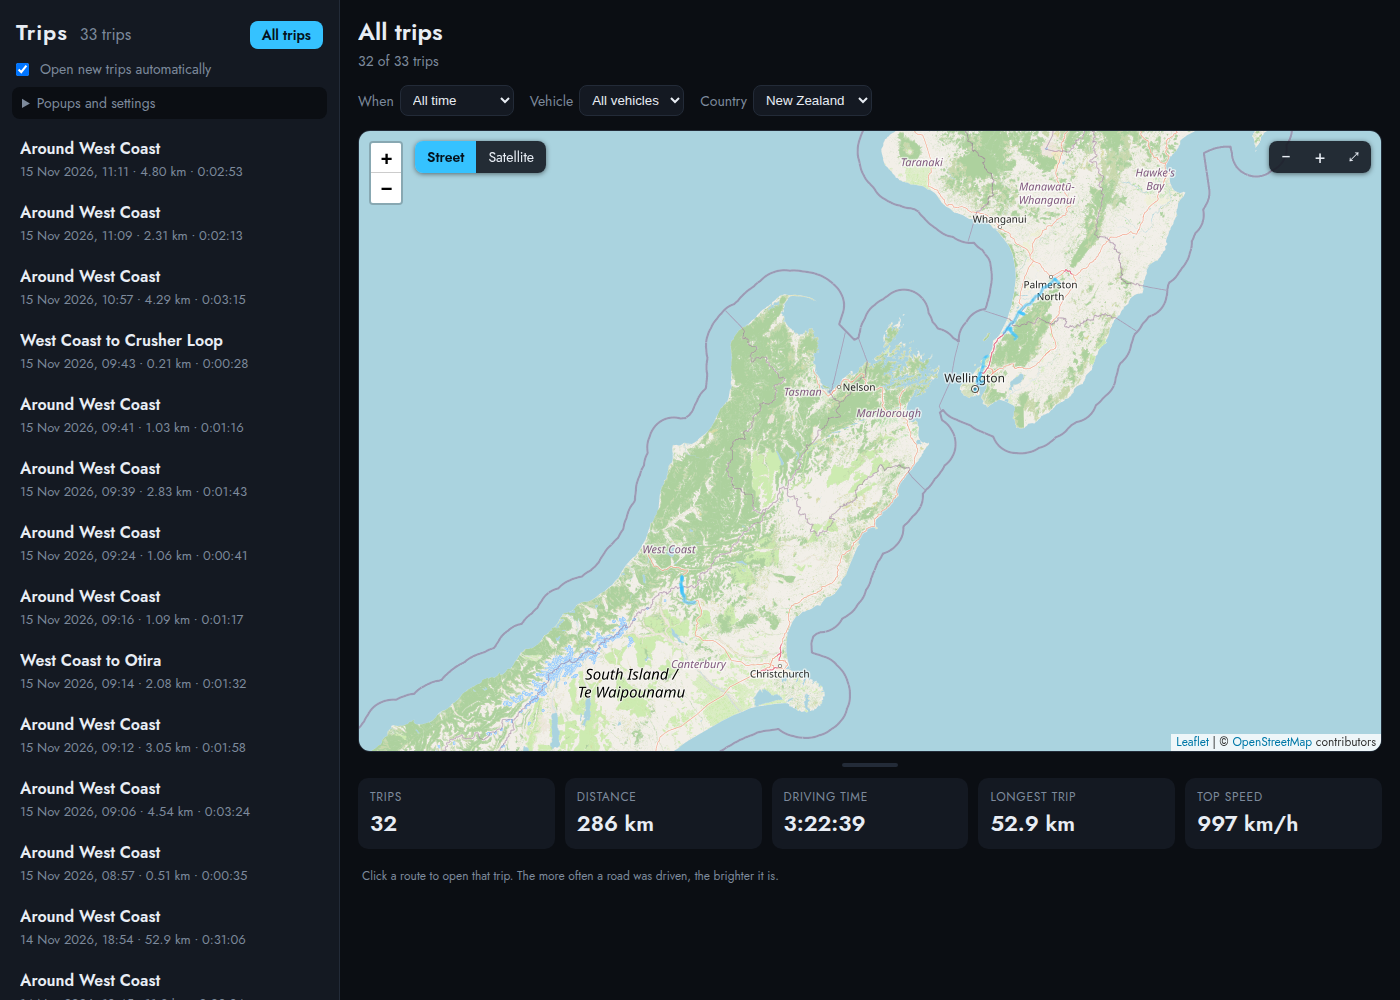 Trips 33 trips All trips
Open new trips automatically
Popups and settings
Around West Coast
15 Nov 2026, 11:11 · 4.80 km · 0:02:53
Around West Coast
15 Nov 2026, 11:09 · 2.31 km · 0:02:13
Around West Coast
15 Nov 2026, 10:57 · 4.29 km · 0:03:15
West Coast to Crusher Loop
15 Nov 2026, 09:43 · 0.21 km · 0:00:28
Around West Coast
15 Nov 2026, 09:41 · 1.03 km · 0:01:16
Around West Coast
15 Nov 2026, 09:39 · 2.83 km · 0:01:43
Around West Coast
15 Nov 2026, 09:24 · 1.06 km · 0:00:41
Around West Coast
15 Nov 2026, 09:16 · 1.09 km · 0:01:17
West Coast to Otira
15 Nov 2026, 09:14 · 2.08 km · 0:01:32
Around West Coast
15 Nov 2026, 09:12 · 3.05 km · 0:01:58
Around West Coast
15 Nov 2026, 09:06 · 4.54 km · 0:03:24
Around West Coast
15 Nov 2026, 08:57 · 0.51 km · 0:00:35
Around West Coast
14 Nov 2026, 18:54 · 52.9 km · 0:31:06
Around West Coast
All trips
32 of 33 trips
When All time Vehicle All vehicles Country New Zealand
+
−
Street Satellite
− + ⤢
Taranaki
Hawke's
Bay
Manawatū-
Whanganui
Whanganui
Palmerston
North
Wellington
Nelson
Tasman
Marlborough
West Coast
Canterbury
Christchurch
South Island /
Te Waipounamu
Leaflet | © OpenStreetMap contributors
TRIPS
32
DISTANCE
286 km
DRIVING TIME
3:22:39
LONGEST TRIP
52.9 km
TOP SPEED
997 km/h
Click a route to open that trip. The more often a road was driven, the brighter it is.